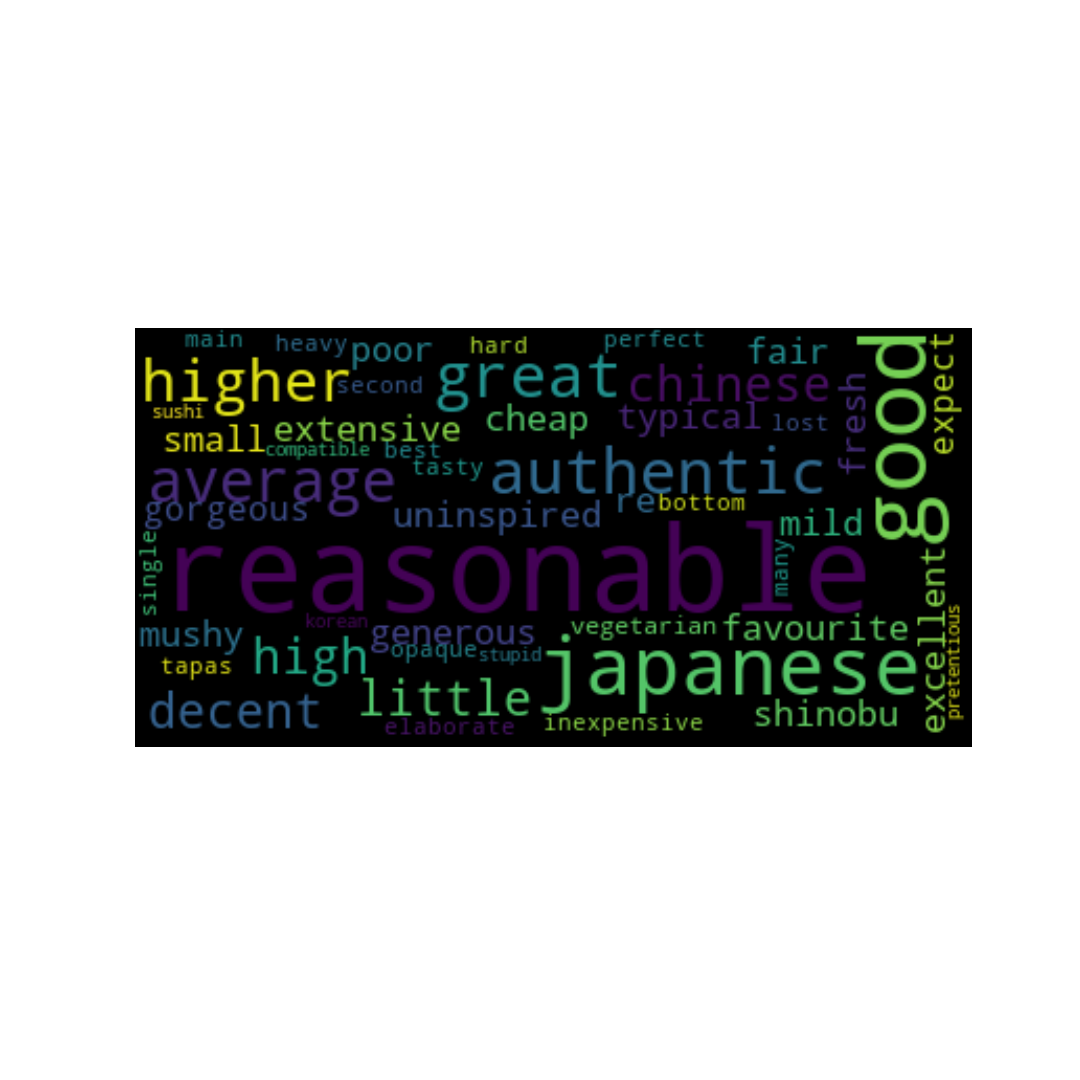 main
heavy
poor
hard
perfect
fair
good
expect
higher
second
great
chinese
fresh
sushi
small
extensive
cheap
typical
lost
compatible
best
tasty
authentic
average
gorgeous
uninspired
re
bottom
mild
single
reasonable
many
excellent
mushy
korean
generous
vegetarian
favourite
pretentious
tapas
high
opaque
stupid
japanese
decent
little
elaborate
inexpensive
shinobu